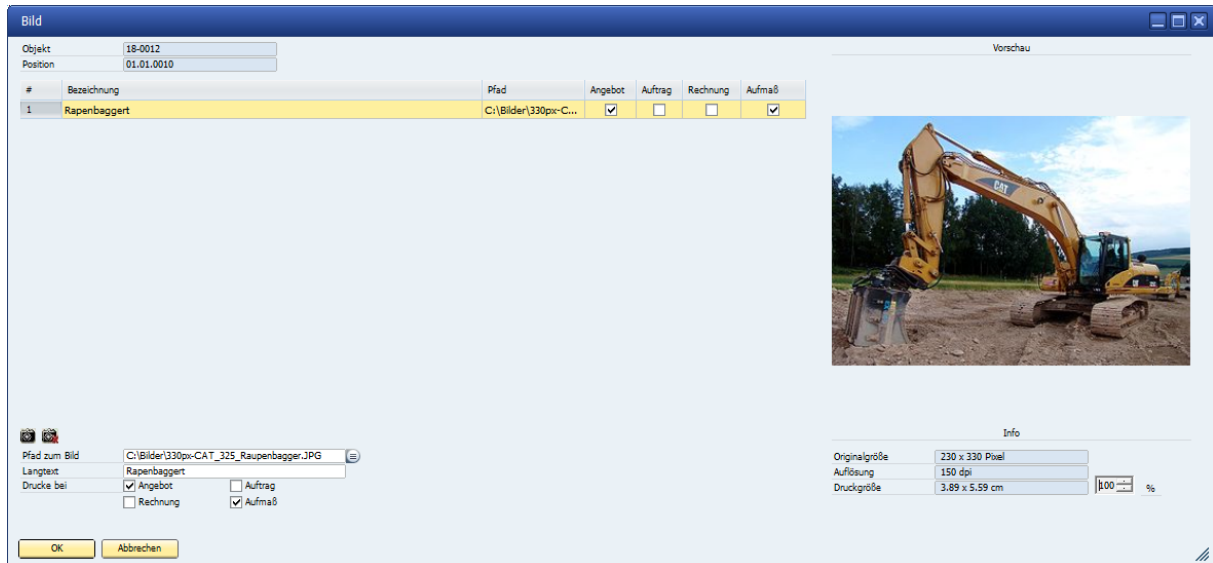 Bild
Objekt 18-0012
Position 01.01.0010
Vorschau
# Bezeichnung Pfad Angebot Auftrag Rechnung Aufmaß
1 Rapenbaggert C:\Bilder\330px-C...
CAT
Pfad zum Bild C:\Bilder\330px-CAT_325_Raupenbagger.JPG
Langtext Rapenbaggert
Drucke bei Angebot Auftrag
Rechnung Aufmaß
Info
Originalgröße 230 x 330 Pixel
Auflösung 150 dpi
Druckgröße 3.89 x 5.59 cm 100 %
OK Abbrechen